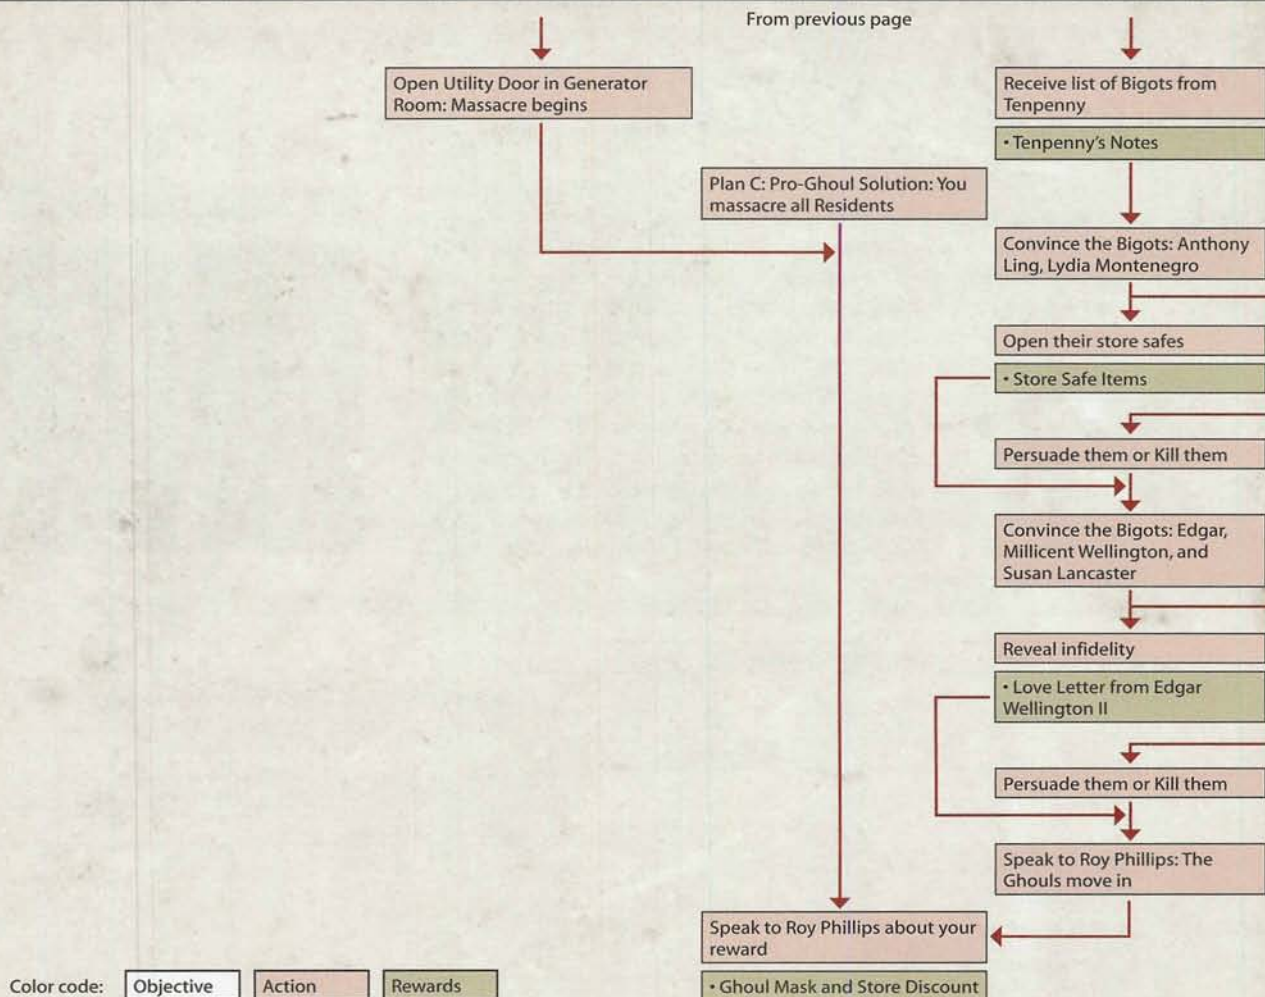 From previous page
Open Utility Door in Generator
Room: Massacre begins
Plan C: Pro-Ghoul Solution: You
massacre all Residents
Receive list of Bigots from
Tenpenny
• Tenpenny's Notes
Convince the Bigots: Anthony
Ling, Lydia Montenegro
Open their store safes
• Store Safe Items
Persuade them or Kill them
Convince the Bigots: Edgar,
Millicent Wellington, and
Susan Lancaster
Reveal infidelity
• Love Letter from Edgar
Wellington II
Persuade them or Kill them
Speak to Roy Phillips: The
Ghouls move in
Speak to Roy Phillips about your
reward
• Ghoul Mask and Store Discount
Color code: Objective Action Rewards